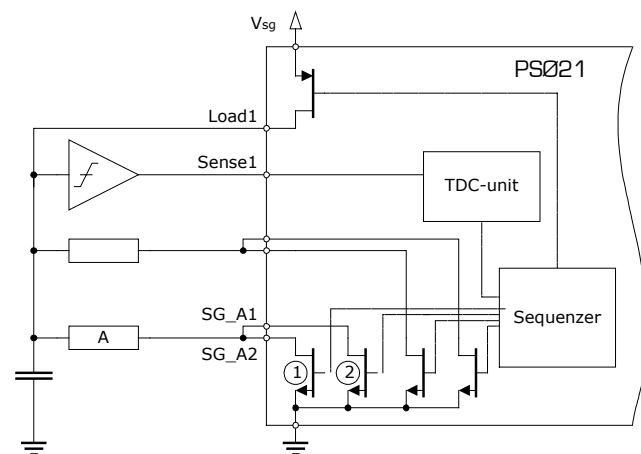 Vsg
PSØ21
Load1
Sense1
TDC-unit
SG_A1
Sequenzer
A
SG_A2
1
2